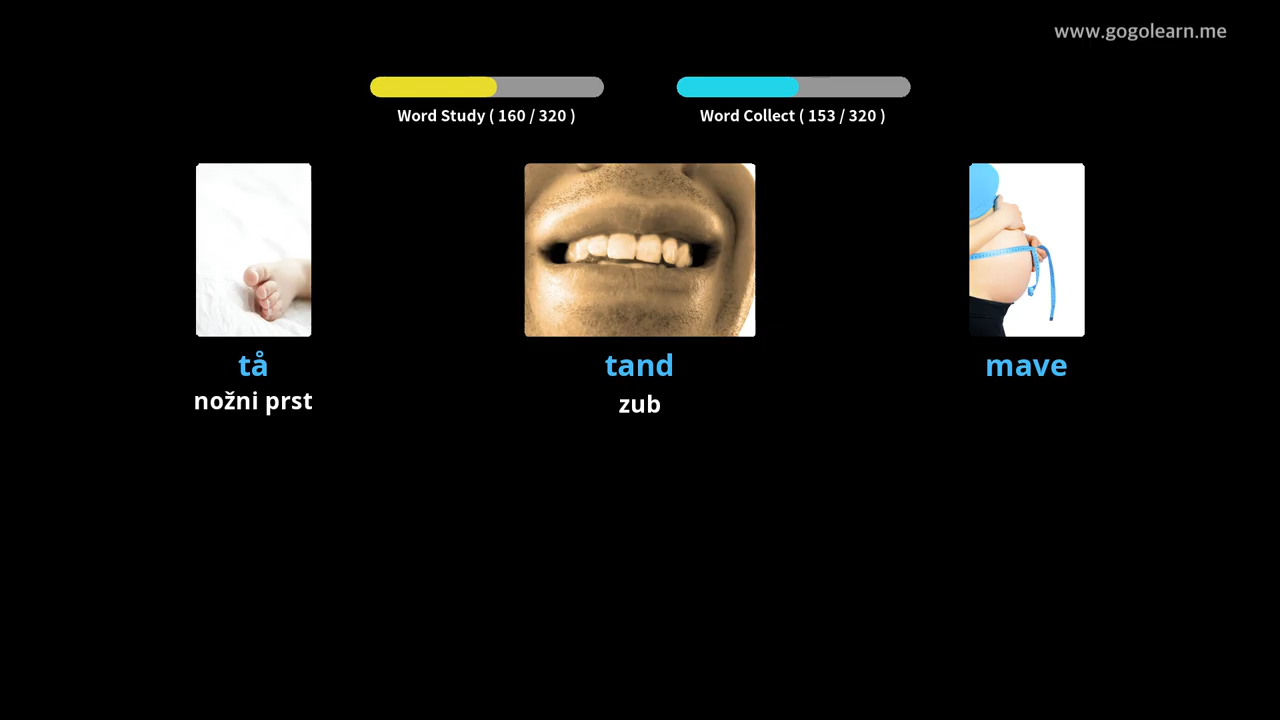 www.gogolearn.me
Word Study ( 160 / 320 )
Word Collect ( 153 / 320 )
tå
tand
mave
nožni prst
zub